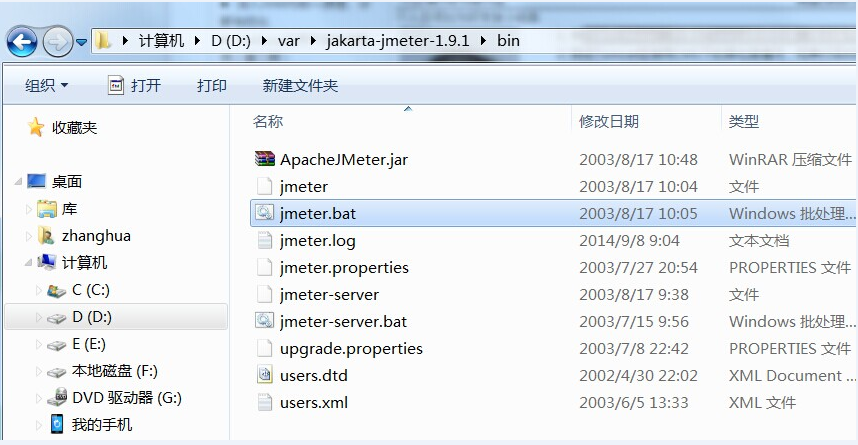 计算机 D (D:) var jakarta-jmeter-1.9.1 bin
组织 打开 打印 新建文件夹
收藏夹
桌面
库
zhanghua
计算机
C (C:)
D (D:)
E (E:)
本地磁盘 (F:)
DVD 驱动器 (G:)
我的手机
名称 修改日期 类型
ApacheJMeter.jar 2003/8/17 10:48 WinRAR 压缩文件
jmeter 2003/8/17 10:04 文件
jmeter.bat 2003/8/17 10:05 Windows 批处理...
jmeter.log 2014/9/8 9:04 文本文档
jmeter.properties 2003/7/27 20:54 PROPERTIES 文件
jmeter-server 2003/8/17 9:38 文件
jmeter-server.bat 2003/7/15 9:56 Windows 批处理...
upgrade.properties 2003/7/8 22:42 PROPERTIES 文件
users.dtd 2002/4/30 22:02 XML Document ...
users.xml 2003/6/5 13:33 XML 文件